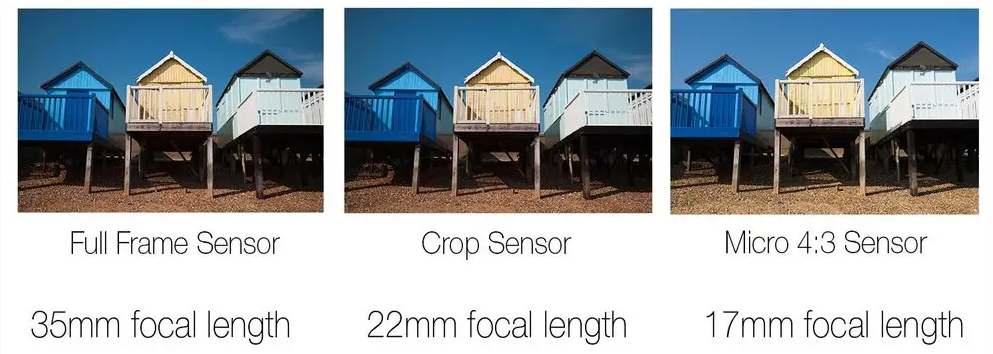 Full Frame Sensor
Crop Sensor
Micro 4:3 Sensor
35mm focal length
22mm focal length
17mm focal length